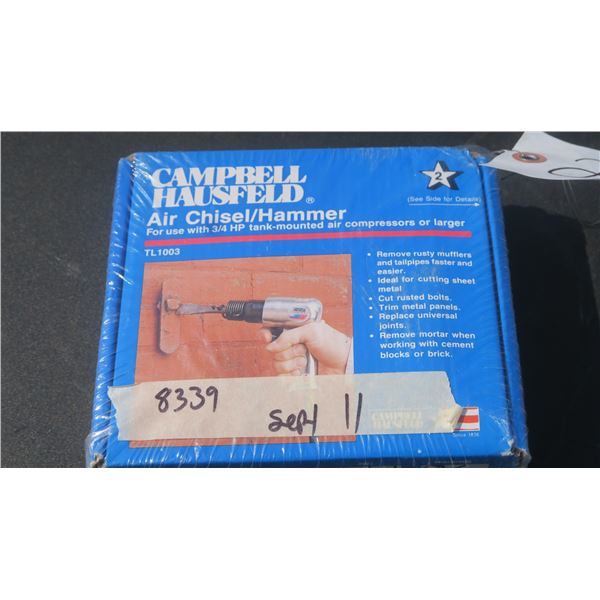 CAMPBELL
HAUSFELD®
Air Chisel/Hammer
For use with 3/4 HP tank-mounted air compressors or larger
TL1003
2
(See Side for Details)
• Remove rusty mufflers
and tailpipes faster and
easier.
• Ideal for cutting sheet
metal
• Cut rusted bolts.
• Trim metal panels.
• Replace universal
joints.
• Remove mortar when
working with cement
blocks or brick.
8339
Sept 11
CAMPBELL
HAUSFELD
Since 1836
2